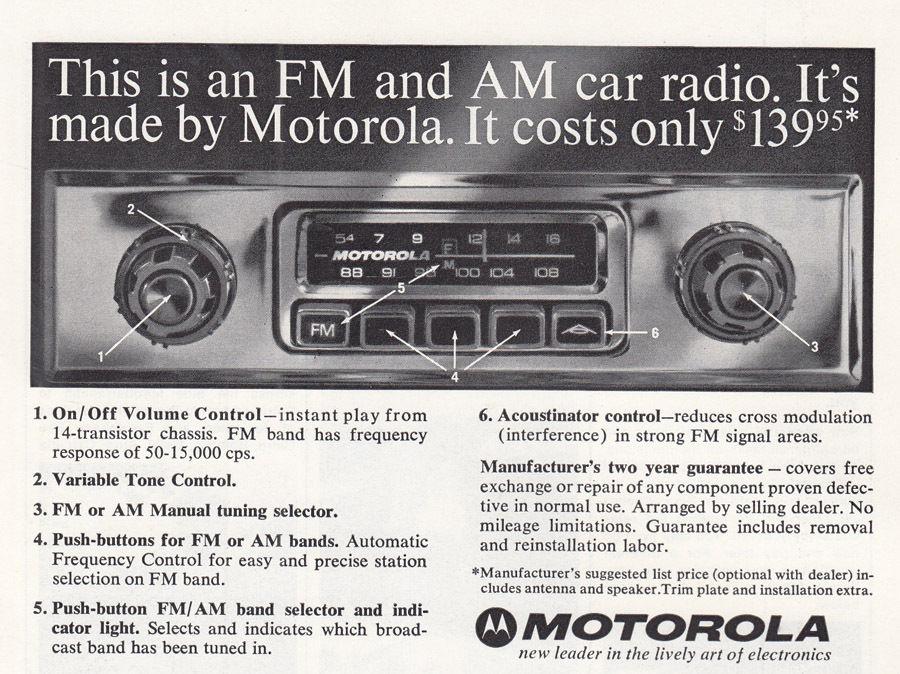 This is an FM and AM car radio. It's
made by Motorola. It costs only $139⁹⁵*
2
54 7 9 12 14 16
F
MOTOROLA
M
88 91 100 104 108
5
FM
6
1
4
3
1. On/Off Volume Control—instant play from
14-transistor chassis. FM band has frequency
response of 50-15,000 cps.
2. Variable Tone Control.
3. FM or AM Manual tuning selector.
4. Push-buttons for FM or AM bands. Automatic
Frequency Control for easy and precise station
selection on FM band.
5. Push-button FM/AM band selector and indi-
cator light. Selects and indicates which broad-
cast band has been tuned in.
6. Acoustinator control—reduces cross modulation
(interference) in strong FM signal areas.
Manufacturer's two year guarantee — covers free
exchange or repair of any component proven defec-
tive in normal use. Arranged by selling dealer. No
mileage limitations. Guarantee includes removal
and reinstallation labor.
*Manufacturer's suggested list price (optional with dealer) in-
cludes antenna and speaker. Trim plate and installation extra.
MOTOROLA
new leader in the lively art of electronics